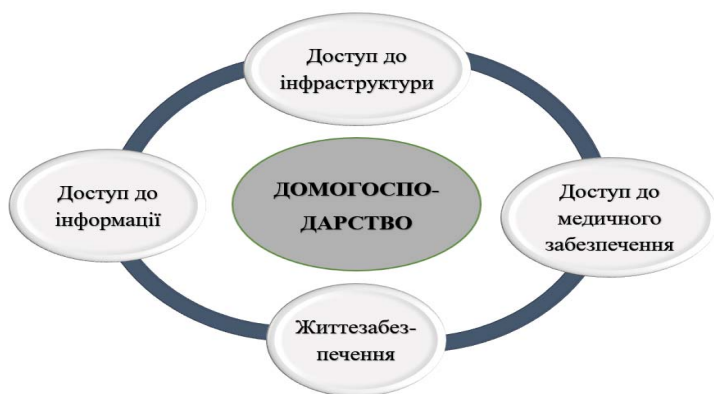 Доступ до
інфраструктури
Доступ до
інформації
ДОМОГОСПО-
ДАРСТВО
Доступ до
медичного
забезпечення
Життезабез-
печення